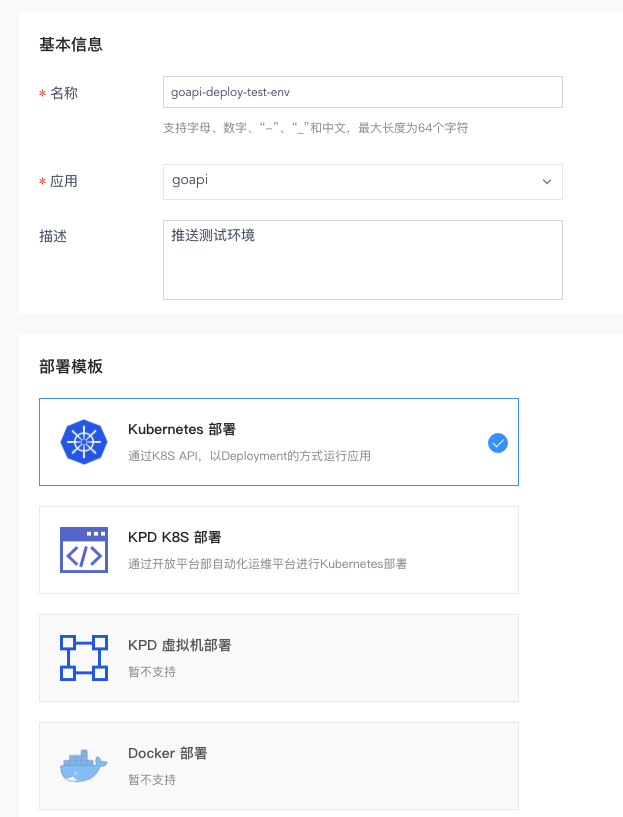 基本信息
* 名称
goapi-deploy-test-env
支持字母、数字、“-”、“_”和中文，最大长度为64个字符
* 应用
goapi
描述
推送测试环境
部署模板
Kubernetes 部署
通过K8S API，以Deployment的方式运行应用
KPD K8S 部署
通过开放平台部自动化运维平台进行Kubernetes部署
KPD 虚拟机部署
暂不支持
Docker 部署
暂不支持